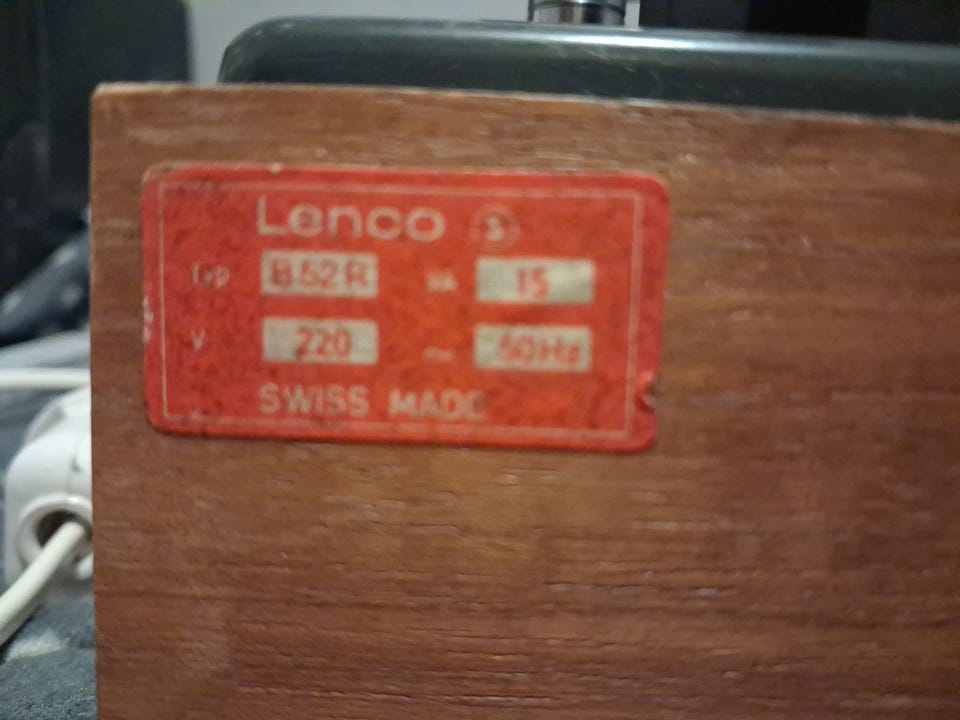 Lenco S
Typ B52R VA 15
V 220 ~ 50Hz
SWISS MADE